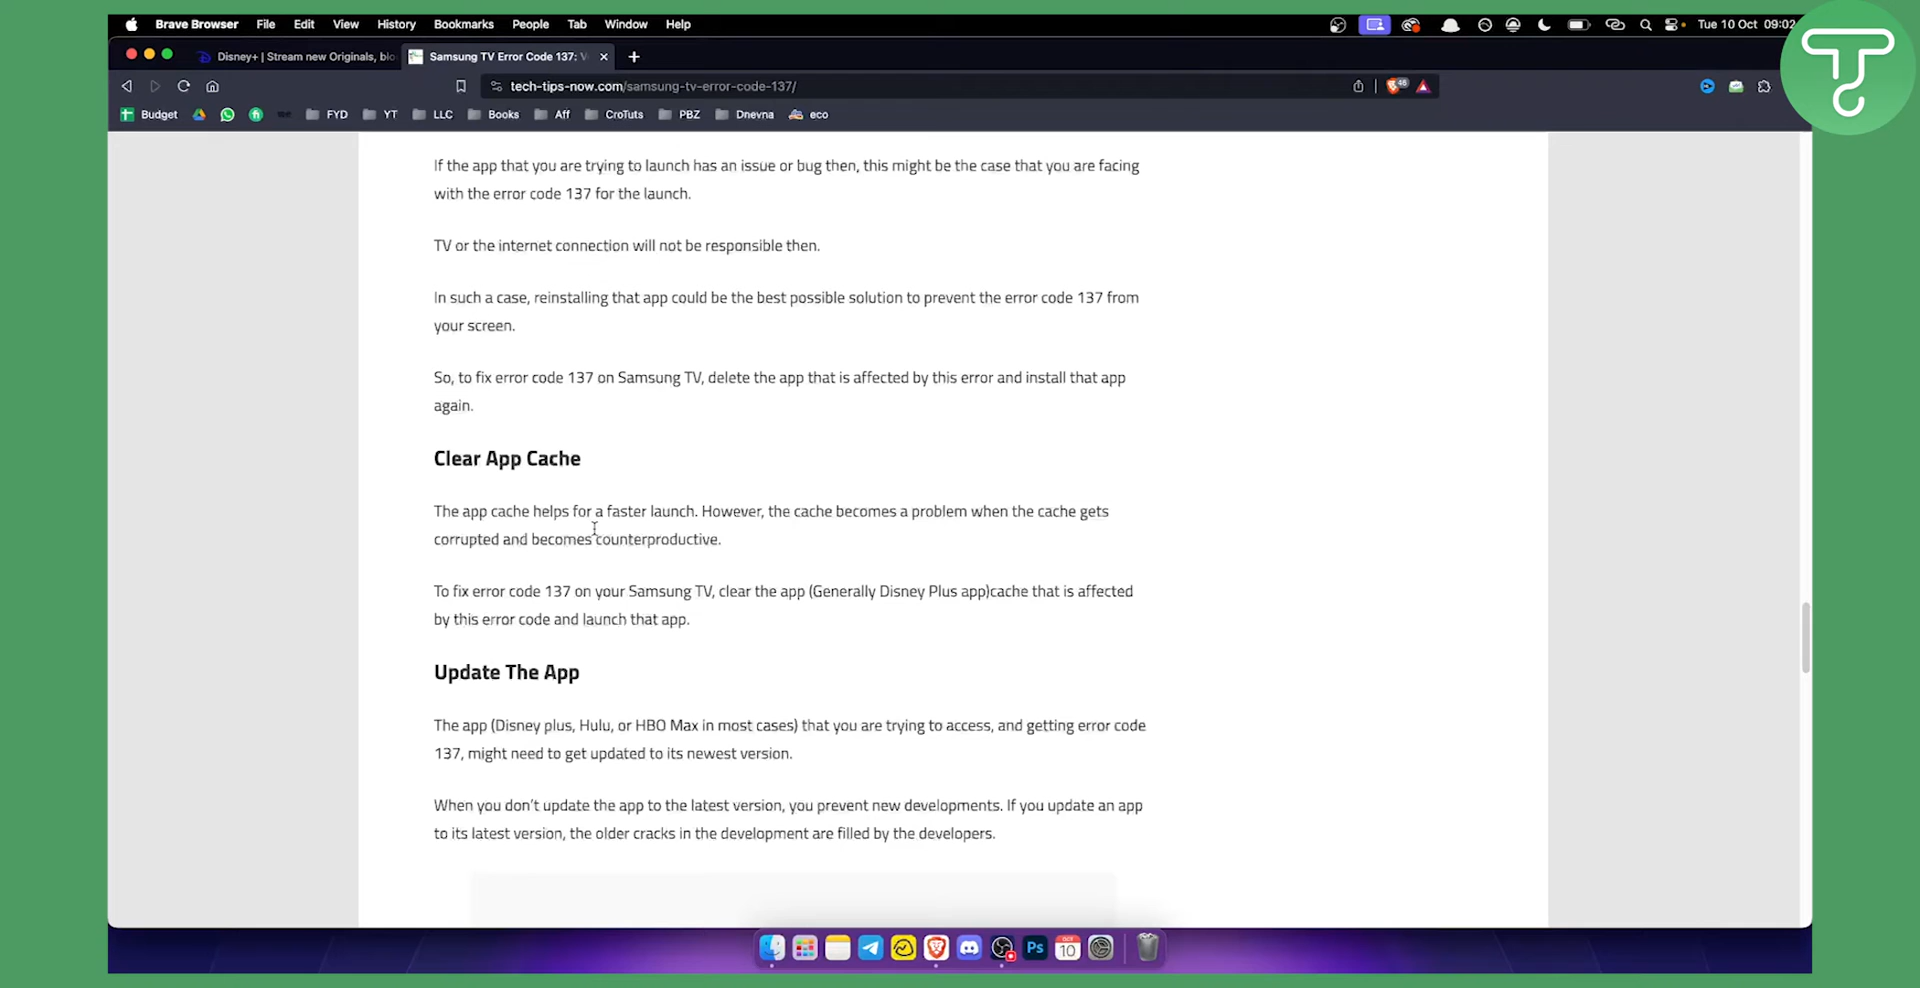 Brave Browser File Edit View History Bookmarks People Tab Window Help Tue 10 Oct 09:02
Disney+ | Stream new Originals, blo Samsung TV Error Code 137:
tech-tips-now.com/samsung-tv-error-code-137/ 46
Budget FYD YT LLC Books Aff CroTuts PBZ Dnevna eco
If the app that you are trying to launch has an issue or bug then, this might be the case that you are facing
with the error code 137 for the launch.
TV or the internet connection will not be responsible then.
In such a case, reinstalling that app could be the best possible solution to prevent the error code 137 from
your screen.
So, to fix error code 137 on Samsung TV, delete the app that is affected by this error and install that app
again.
Clear App Cache
The app cache helps for a faster launch. However, the cache becomes a problem when the cache gets
corrupted and becomes counterproductive.
To fix error code 137 on your Samsung TV, clear the app (Generally Disney Plus app)cache that is affected
by this error code and launch that app.
Update The App
The app (Disney plus, Hulu, or HBO Max in most cases) that you are trying to access, and getting error code
137, might need to get updated to its newest version.
When you don't update the app to the latest version, you prevent new developments. If you update an app
to its latest version, the older cracks in the development are filled by the developers.
Ps OCT 10